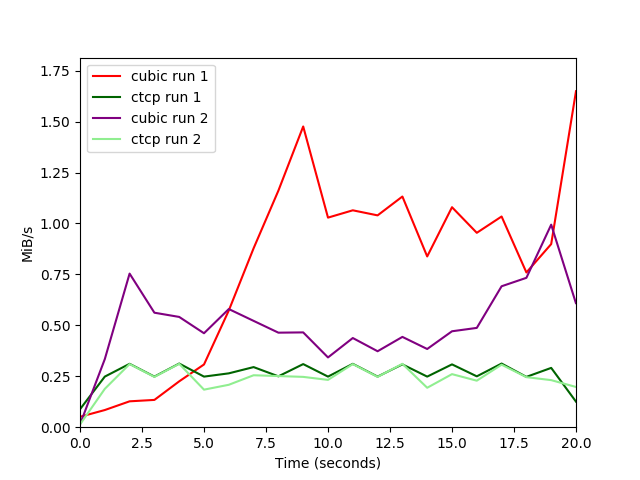 cubic run 1
ctcp run 1
cubic run 2
ctcp run 2
MiB/s
1.75
1.50
1.25
1.00
0.75
0.50
0.25
0.00
0.0 2.5 5.0 7.5 10.0 12.5 15.0 17.5 20.0
Time (seconds)